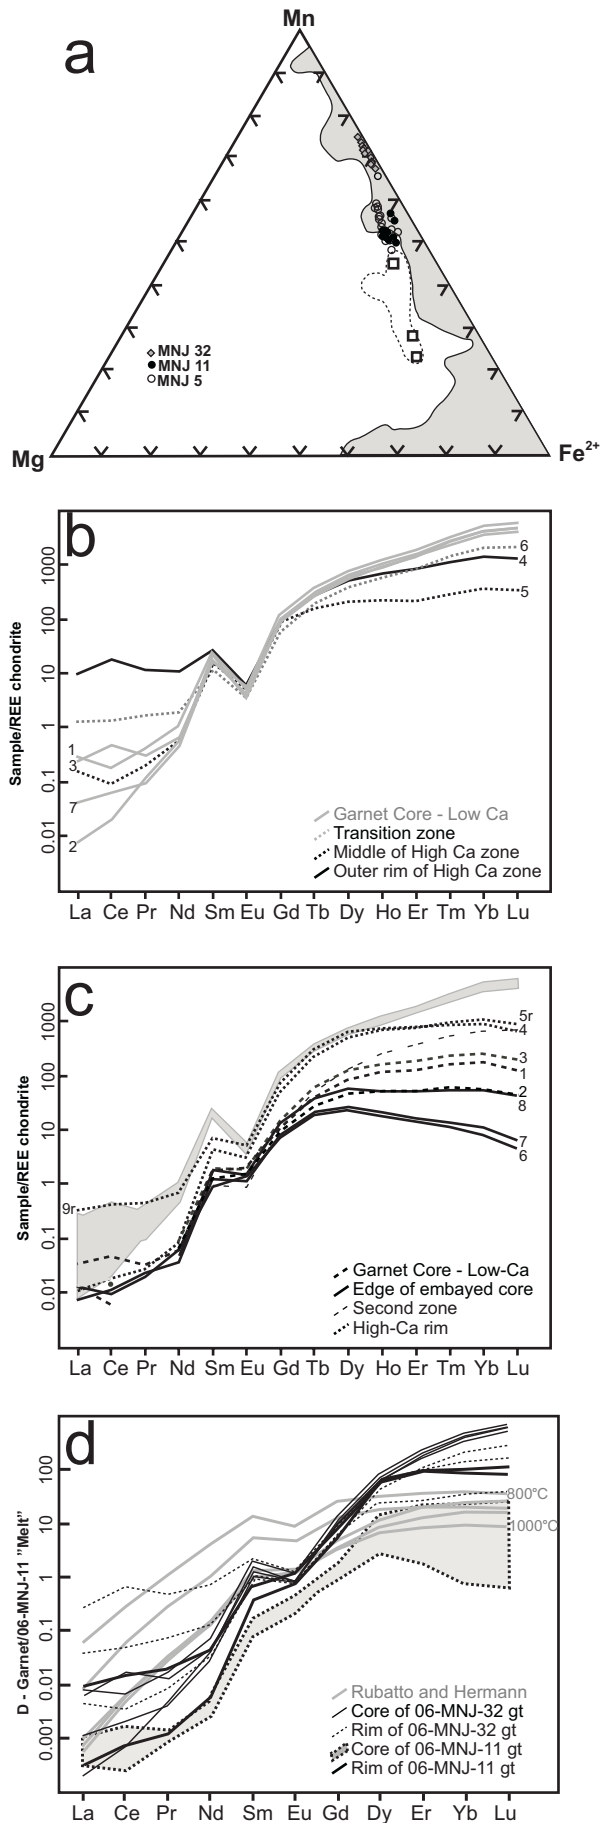 a
Mn
MNJ 32
MNJ 11
MNJ 5
Mg
Fe2+
b
Sample/REE chondrite
1000
100
10
1
0.1
0.01
1
3
7
2
6
4
5
Garnet Core - Low Ca
Transition zone
Middle of High Ca zone
Outer rim of High Ca zone
La Ce Pr Nd Sm Eu Gd Tb Dy Ho Er Tm Yb Lu
c
Sample/REE chondrite
1000
100
10
1
0.1
0.01
9r
5r
4
3
1
2
8
7
6
Garnet Core - Low-Ca
Edge of embayed core
Second zone
High-Ca rim
La Ce Pr Nd Sm Eu Gd Tb Dy Ho Er Tm Yb Lu
d
D - Garnet/06-MNJ-11 "Melt"
100
10
1
0.1
0.01
0.001
800°C
1000°C
Rubatto and Hermann
Core of 06-MNJ-32 gt
Rim of 06-MNJ-32 gt
Core of 06-MNJ-11 gt
Rim of 06-MNJ-11 gt
La Ce Pr Nd Sm Eu Gd Dy Er Yb Lu